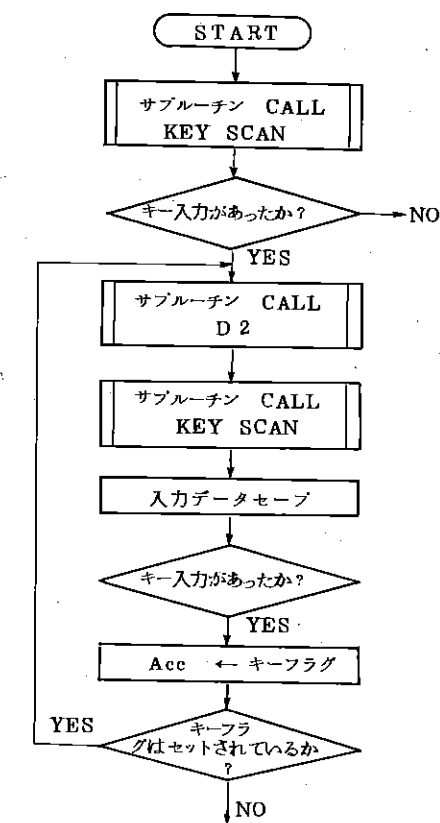 START
サブルーチン CALL
KEY SCAN
キー入力があったか?
NO
YES
サブルーチン CALL
D2
サブルーチン CALL
KEY SCAN
入力データセーブ
キー入力があったか?
YES
Acc ← キーフラグ
YES
キーフラ
グはセットされているか
?
NO